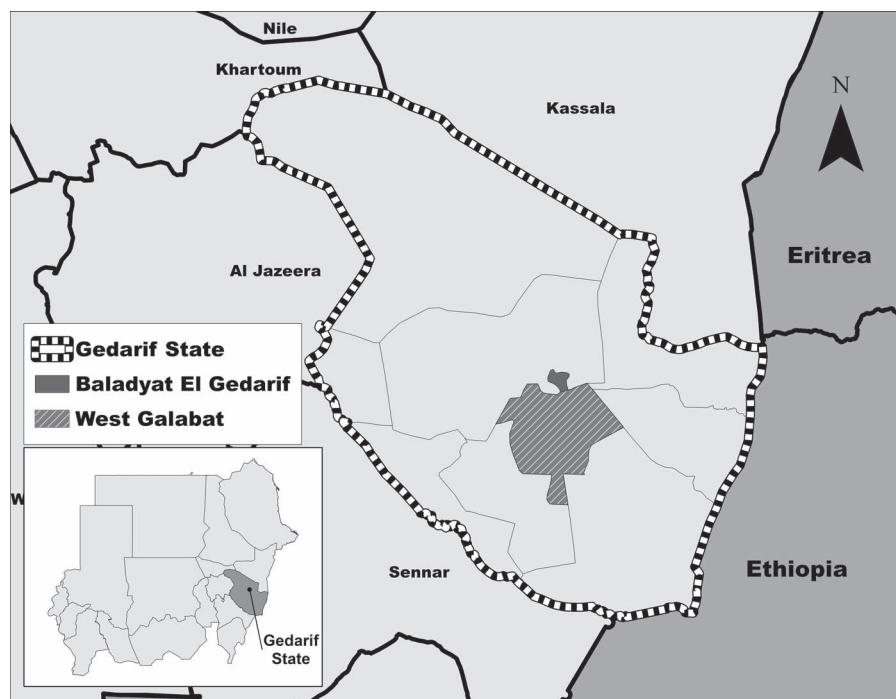 Nile
Khartoum
Kassala
N
Eritrea
Al Jazeera
Gedarif State
Baladyat El Gedarif
West Galabat
W
Sennar
Ethiopia
Gedarif
State